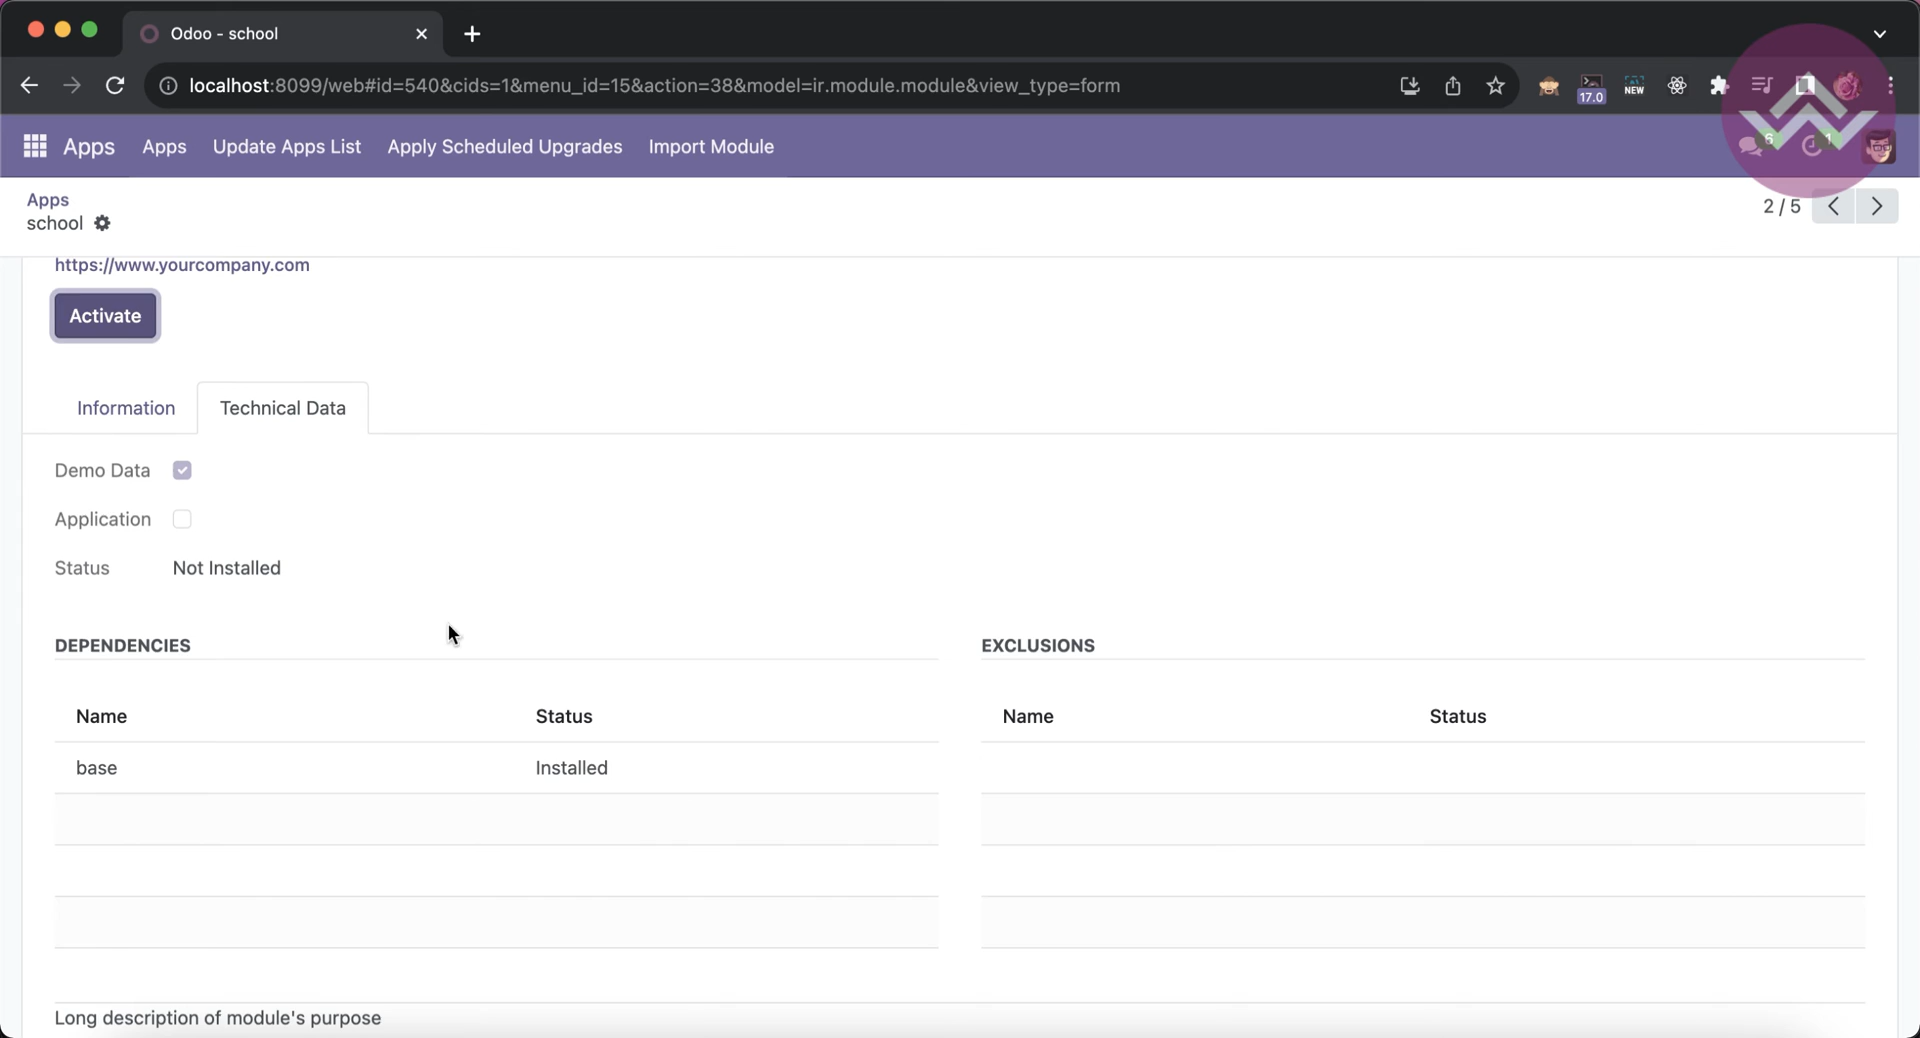 Odoo - school
localhost:8099/web#id=540&cids=1&menu_id=15&action=38&model=ir.module.module&view_type=form
17.0
NEW
Apps
Apps
Update Apps List
Apply Scheduled Upgrades
Import Module
6
1
Apps
school
2 / 5
https://www.yourcompany.com
Activate
Information
Technical Data
Demo Data
Application
Status Not Installed
DEPENDENCIES
EXCLUSIONS
Name Status
Name Status
base Installed
Long description of module's purpose